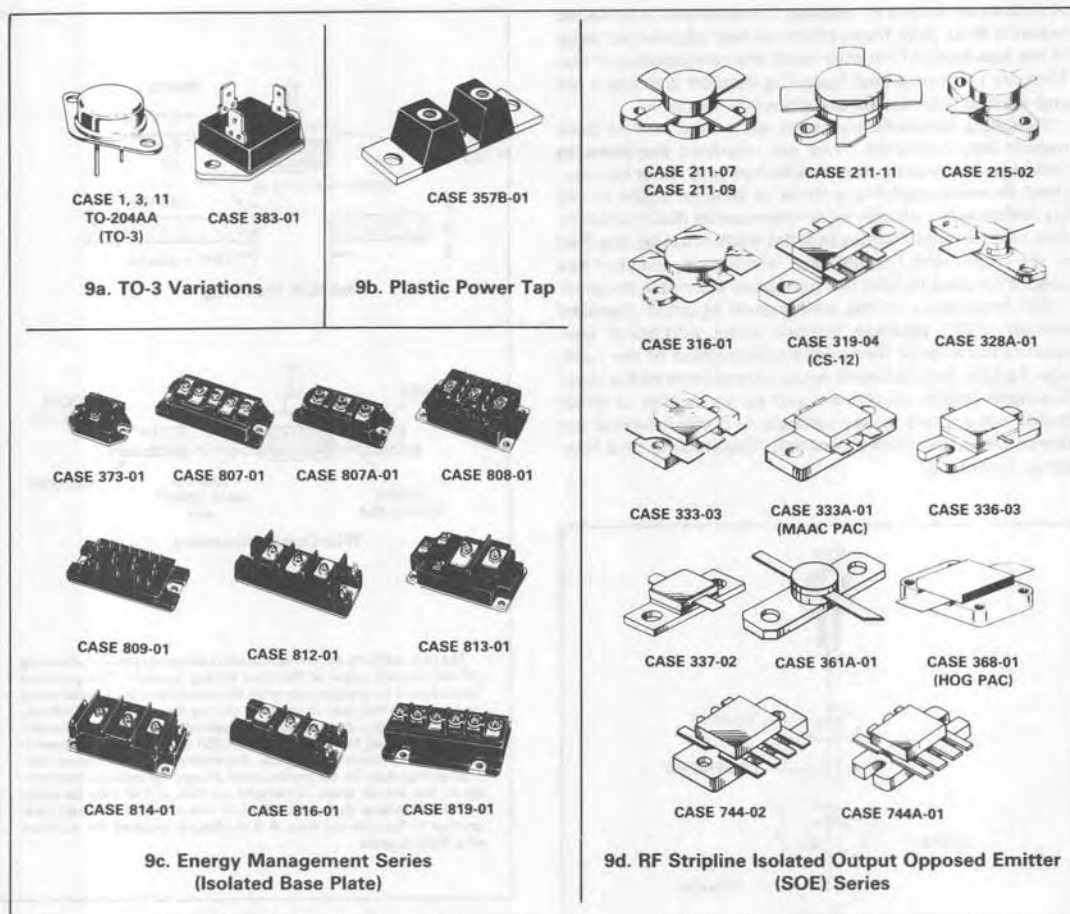 CASE 1, 3, 11
TO-204AA
(TO-3)
CASE 383-01
9a. TO-3 Variations
CASE 357B-01
9b. Plastic Power Tap
CASE 373-01
CASE 807-01
CASE 807A-01
CASE 808-01
CASE 809-01
CASE 812-01
CASE 813-01
CASE 814-01
CASE 816-01
CASE 819-01
9c. Energy Management Series
(Isolated Base Plate)
CASE 211-07
CASE 211-09
CASE 211-11
CASE 215-02
CASE 316-01
CASE 319-04
(CS-12)
CASE 328A-01
CASE 333-03
CASE 333A-01
(MAAC PAC)
CASE 336-03
CASE 337-02
CASE 361A-01
CASE 368-01
(HOG PAC)
CASE 744-02
CASE 744A-01
9d. RF Stripline Isolated Output Opposed Emitter
(SOE) Series